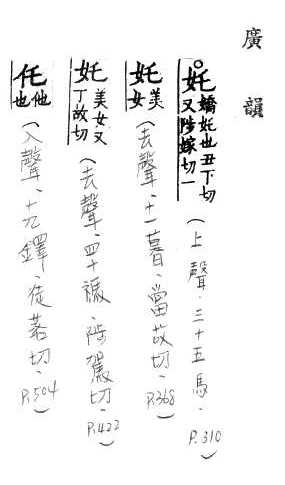 廣韻
○奼嬌奼也丑下切又陟嫁切一(上聲、三十五馬、P.310)
奼美女(去聲、十一暮、當故切、P.368)
奼美女又丁故切(去聲、四十禡、陟駕切、P.422)
仛他也(入聲、十九鐸、徒落切、P.504)